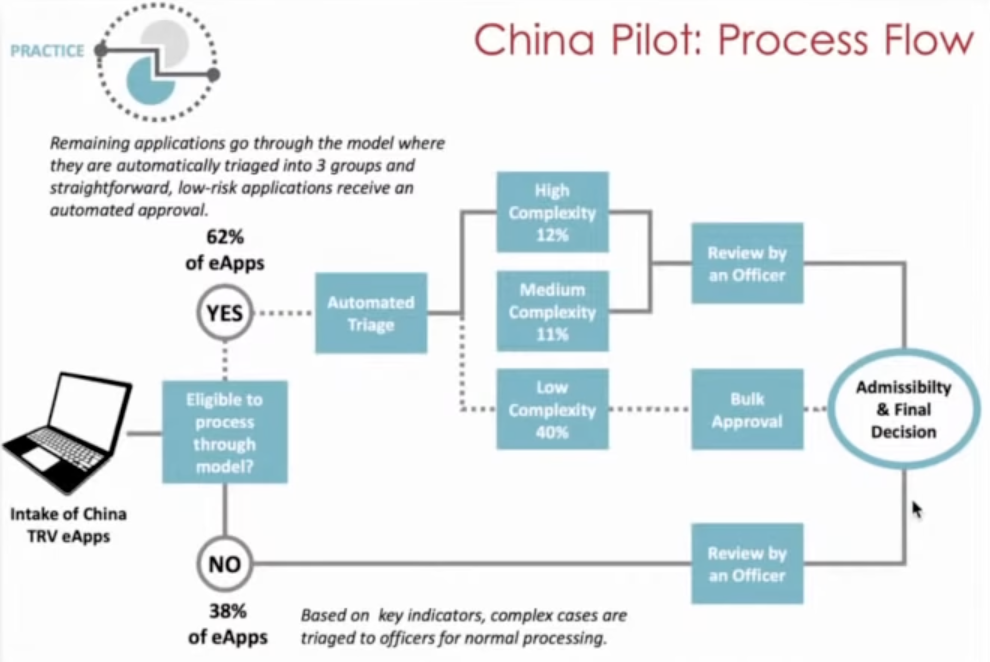 PRACTICE
China Pilot: Process Flow
Remaining applications go through the model where
they are automatically triaged into 3 groups and
straightforward, low-risk applications receive an
automated approval.
62%
of eApps
YES
Automated
Triage
High
Complexity
12%
Medium
Complexity
11%
Low
Complexity
40%
Review by
an Officer
Bulk
Approval
Admissibilty
& Final
Decision
Eligible to
process
through
model?
Intake of China
TRV eApps
NO
38%
of eApps
Review by
an Officer
Based on key indicators, complex cases are
triaged to officers for normal processing.